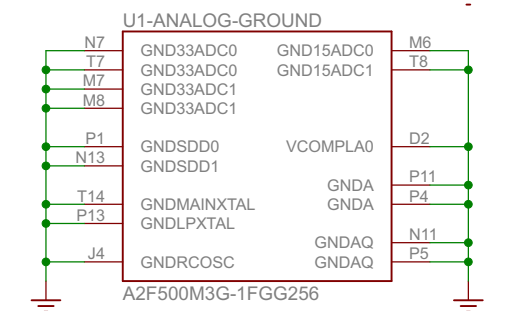 U1-ANALOG-GROUND
N7 GND33ADC0 GND15ADC0 M6
T7 GND33ADC0 GND15ADC1 T8
M7 GND33ADC1
M8 GND33ADC1
P1 GNDSDD0 VCOMPLA0 D2
N13 GNDSDD1
GNDA P11
T14 GNDMAINXTAL GNDA P4
P13 GNDLPXTAL
GNDAQ N11
J4 GNDRCOSC GNDAQ P5
A2F500M3G-1FGG256